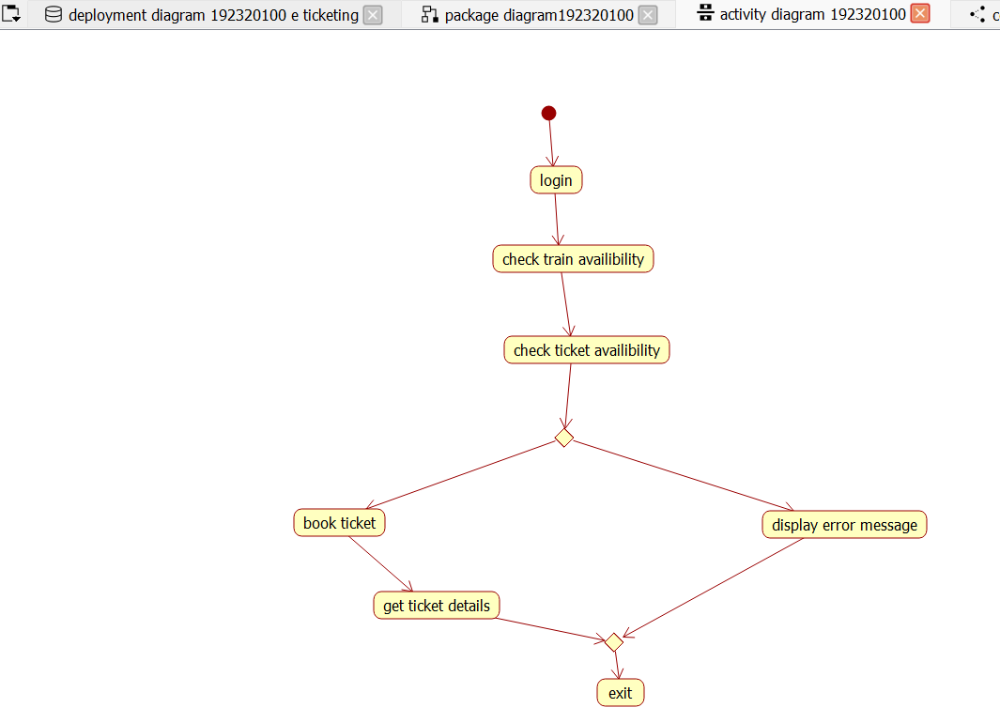 deployment diagram 192320100 e ticketing
package diagram192320100
activity diagram 192320100
login
check train availibility
check ticket availibility
book ticket
display error message
get ticket details
exit